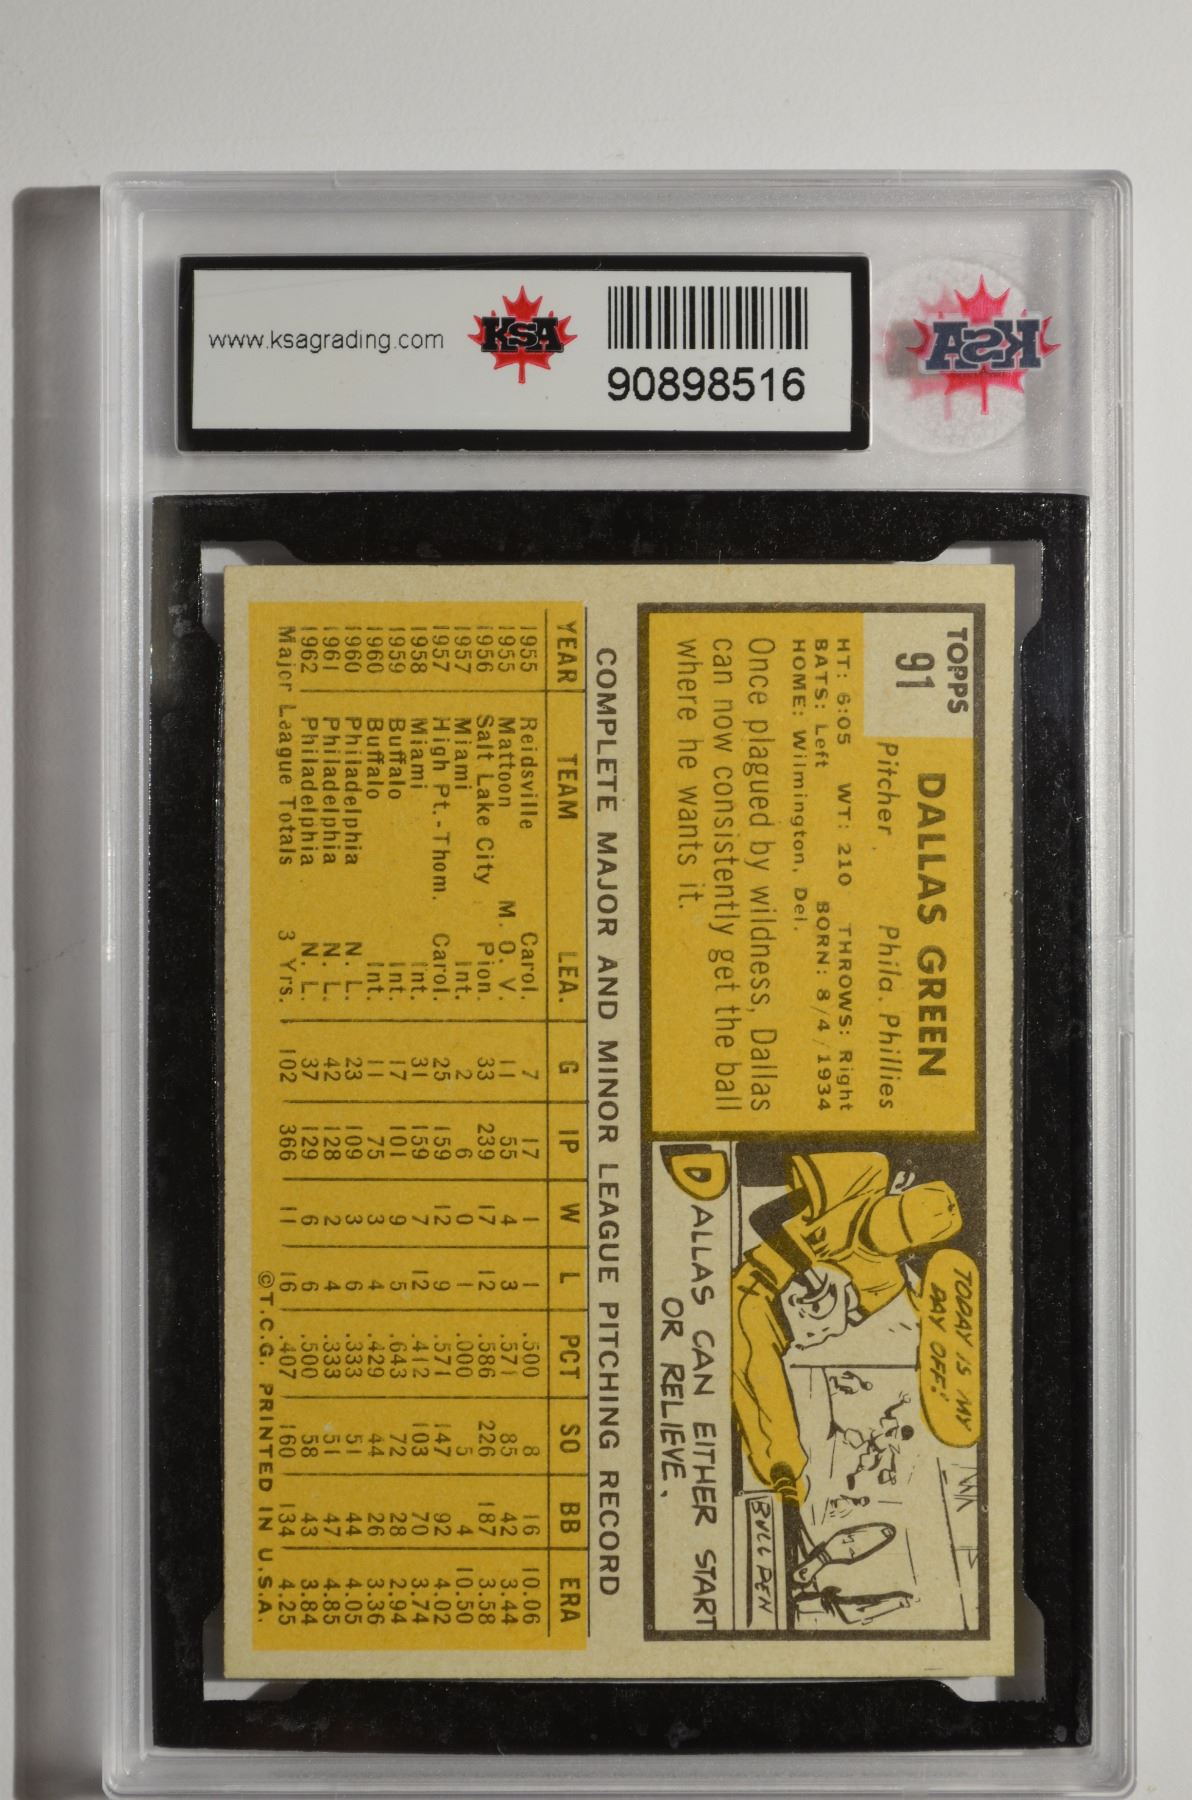 www.ksagrading.com
KSA
90898516
KSA
TOPPS
91
DALLAS GREEN
Pitcher Phila. Phillies
HT: 6:05 WT: 210 THROWS: Right
BATS: Left BORN: 8/4/1934
HOME: Wilmington, Del.
Once plagued by wildness, Dallas
can now consistently get the ball
where he wants it.
TODAY IS MY
DAY OFF!
BULL PEN
DALLAS CAN EITHER START
OR RELIEVE.
COMPLETE MAJOR AND MINOR LEAGUE PITCHING RECORD
YEAR TEAM LEA. G IP W L PCT SO BB ERA
1955 Reidsville Carol. 7 17 1 1 .500 8 16 10.06
1955 Mattoon M. O. V. 11 55 4 3 .571 85 42 3.44
1956 Salt Lake City Pion. 33 239 17 12 .586 226 187 3.58
1957 Miami Int. 2 6 0 1 .000 5 4 10.50
1957 High Pt.-Thom. Carol. 25 159 12 9 .571 147 92 4.02
1958 Miami Int. 31 159 7 12 .412 103 70 3.74
1959 Buffalo Int. 17 101 9 5 .643 72 28 2.94
1960 Buffalo Int. 11 75 3 4 .429 44 26 3.36
1960 Philadelphia N. L. 23 109 3 6 .333 51 44 4.05
1961 Philadelphia N. L. 42 128 2 4 .333 51 47 4.85
1962 Philadelphia N. L. 37 129 6 6 .500 58 43 3.84
Major League Totals 3 Yrs. 102 366 11 16 .407 160 134 4.25
©T.C.G. PRINTED IN U.S.A.